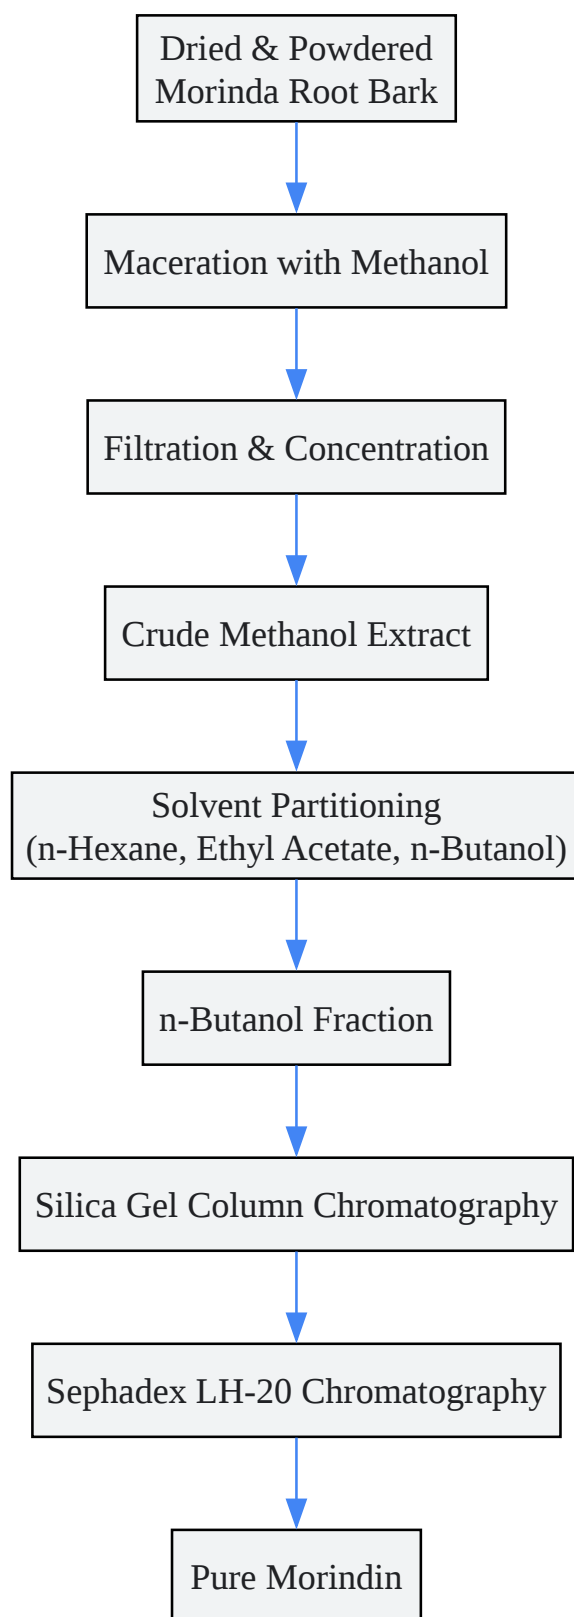 Dried & Powdered
Morinda Root Bark
Maceration with Methanol
Filtration & Concentration
Crude Methanol Extract
Solvent Partitioning
(n-Hexane, Ethyl Acetate, n-Butanol)
n-Butanol Fraction
Silica Gel Column Chromatography
Sephadex LH-20 Chromatography
Pure Morindin